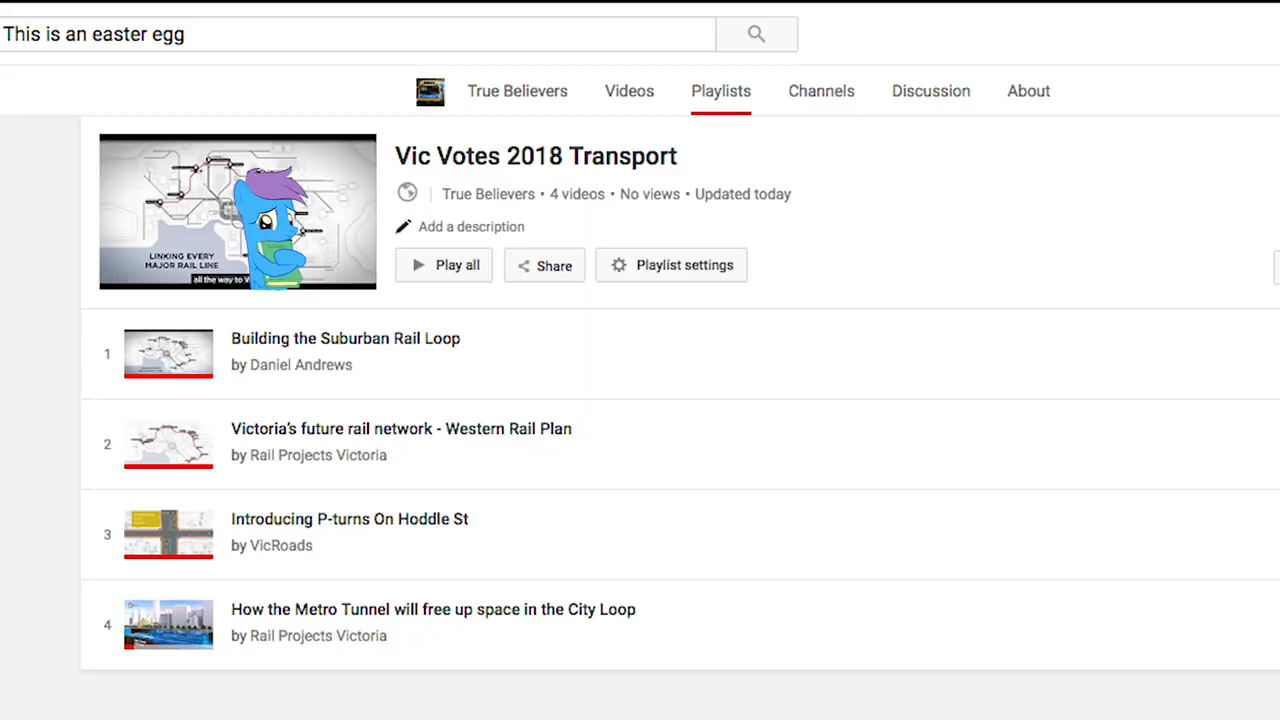 This is an easter egg
True Believers Videos Playlists Channels Discussion About
Vic Votes 2018 Transport
True Believers • 4 videos • No views • Updated today
Add a description
Play all Share Playlist settings
LINKING EVERY
MAJOR RAIL LINE
all the way to
1
Building the Suburban Rail Loop
by Daniel Andrews
2
Victoria's future rail network - Western Rail Plan
by Rail Projects Victoria
3
Introducing P-turns On Hoddle St
by VicRoads
4
How the Metro Tunnel will free up space in the City Loop
by Rail Projects Victoria